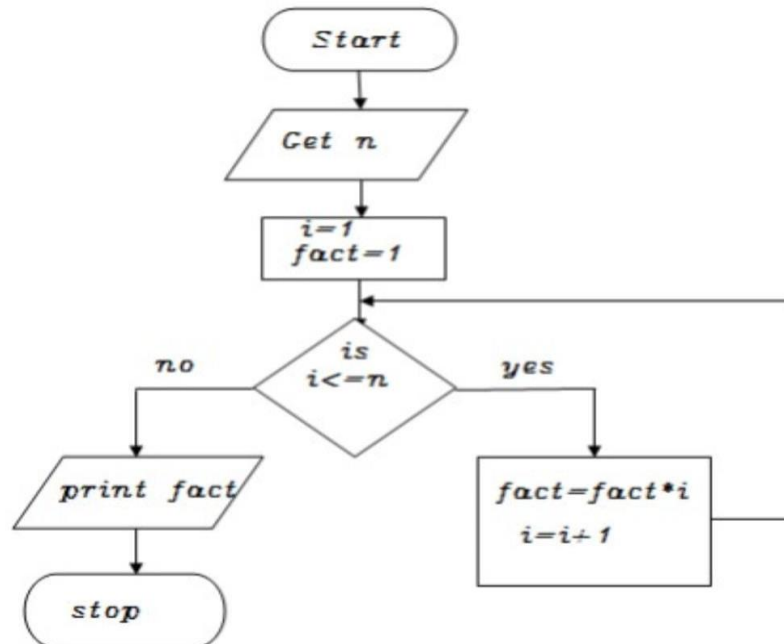 Start
Get n
i=1
fact=1
is
i<=n
no
yes
print fact
fact=fact*i
i=i+1
stop